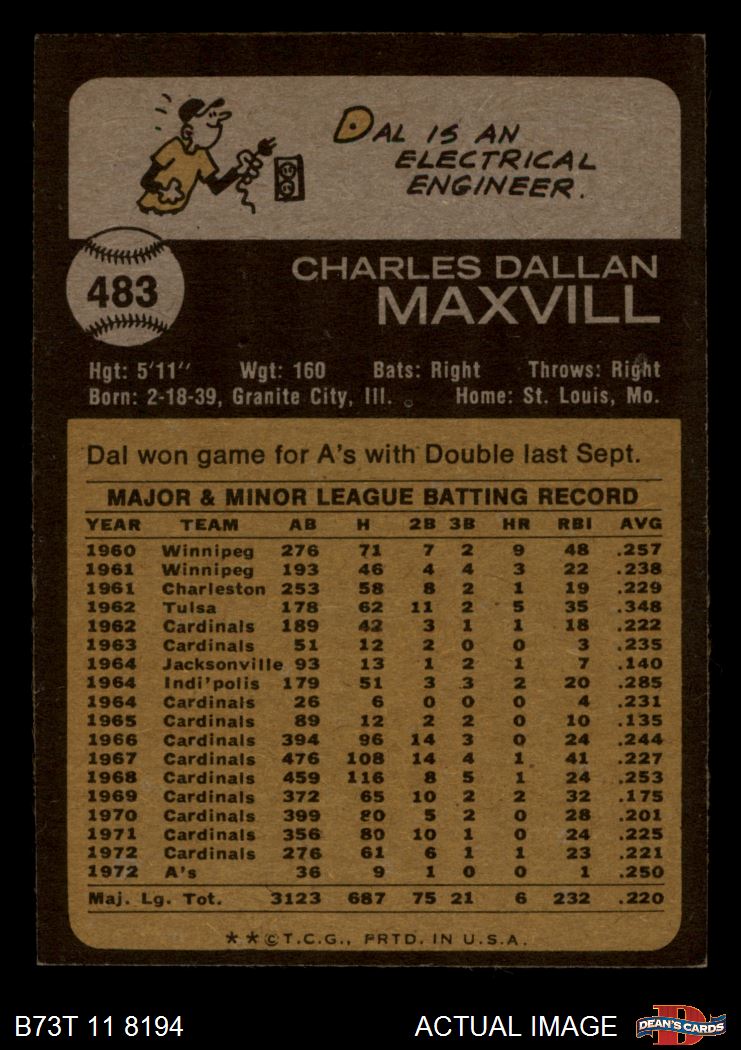 DAL IS AN
ELECTRICAL
ENGINEER.
483
CHARLES DALLAN
MAXVILL
Hgt: 5'11'' Wgt: 160 Bats: Right Throws: Right
Born: 2-18-39, Granite City, Ill. Home: St. Louis, Mo.
Dal won game for A's with Double last Sept.
MAJOR & MINOR LEAGUE BATTING RECORD
YEAR TEAM AB H 2B 3B HR RBI AVG
1960 Winnipeg 276 71 7 2 9 48 .257
1961 Winnipeg 193 46 4 4 3 22 .238
1961 Charleston 253 58 8 2 1 19 .229
1962 Tulsa 178 62 11 2 5 35 .348
1962 Cardinals 189 42 3 1 1 18 .222
1963 Cardinals 51 12 2 0 0 3 .235
1964 Jacksonville 93 13 1 2 1 7 .140
1964 Indi'polis 179 51 3 3 2 20 .285
1964 Cardinals 26 6 0 0 0 4 .231
1965 Cardinals 89 12 2 2 0 10 .135
1966 Cardinals 394 96 14 3 0 24 .244
1967 Cardinals 476 108 14 4 1 41 .227
1968 Cardinals 459 116 8 5 1 24 .253
1969 Cardinals 372 65 10 2 2 32 .175
1970 Cardinals 399 80 5 2 0 28 .201
1971 Cardinals 356 80 10 1 0 24 .225
1972 Cardinals 276 61 6 1 1 23 .221
1972 A's 36 9 1 0 0 1 .250
Maj. Lg. Tot. 3123 687 75 21 6 232 .220
**©T.C.G., PRTD. IN U.S.A.
B73T 11 8194 ACTUAL IMAGE D DEAN'S CARDS